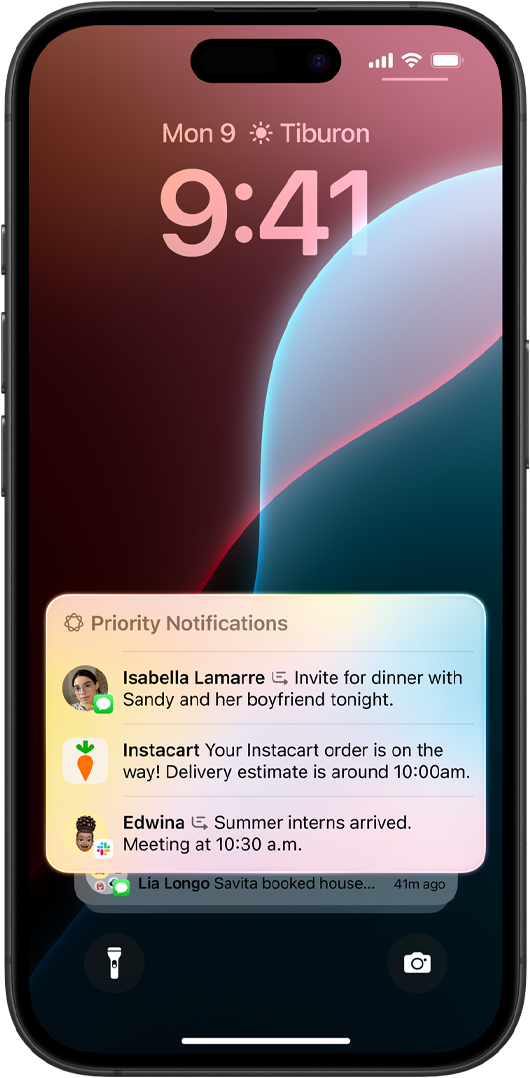 Mon 9 Tiburon
9:41
Priority Notifications
Isabella Lamarre Invite for dinner with
Sandy and her boyfriend tonight.
Instacart Your Instacart order is on the
way! Delivery estimate is around 10:00am.
Edwina Summer interns arrived.
Meeting at 10:30 a.m.
Lia Longo Savita booked house... 41m ago